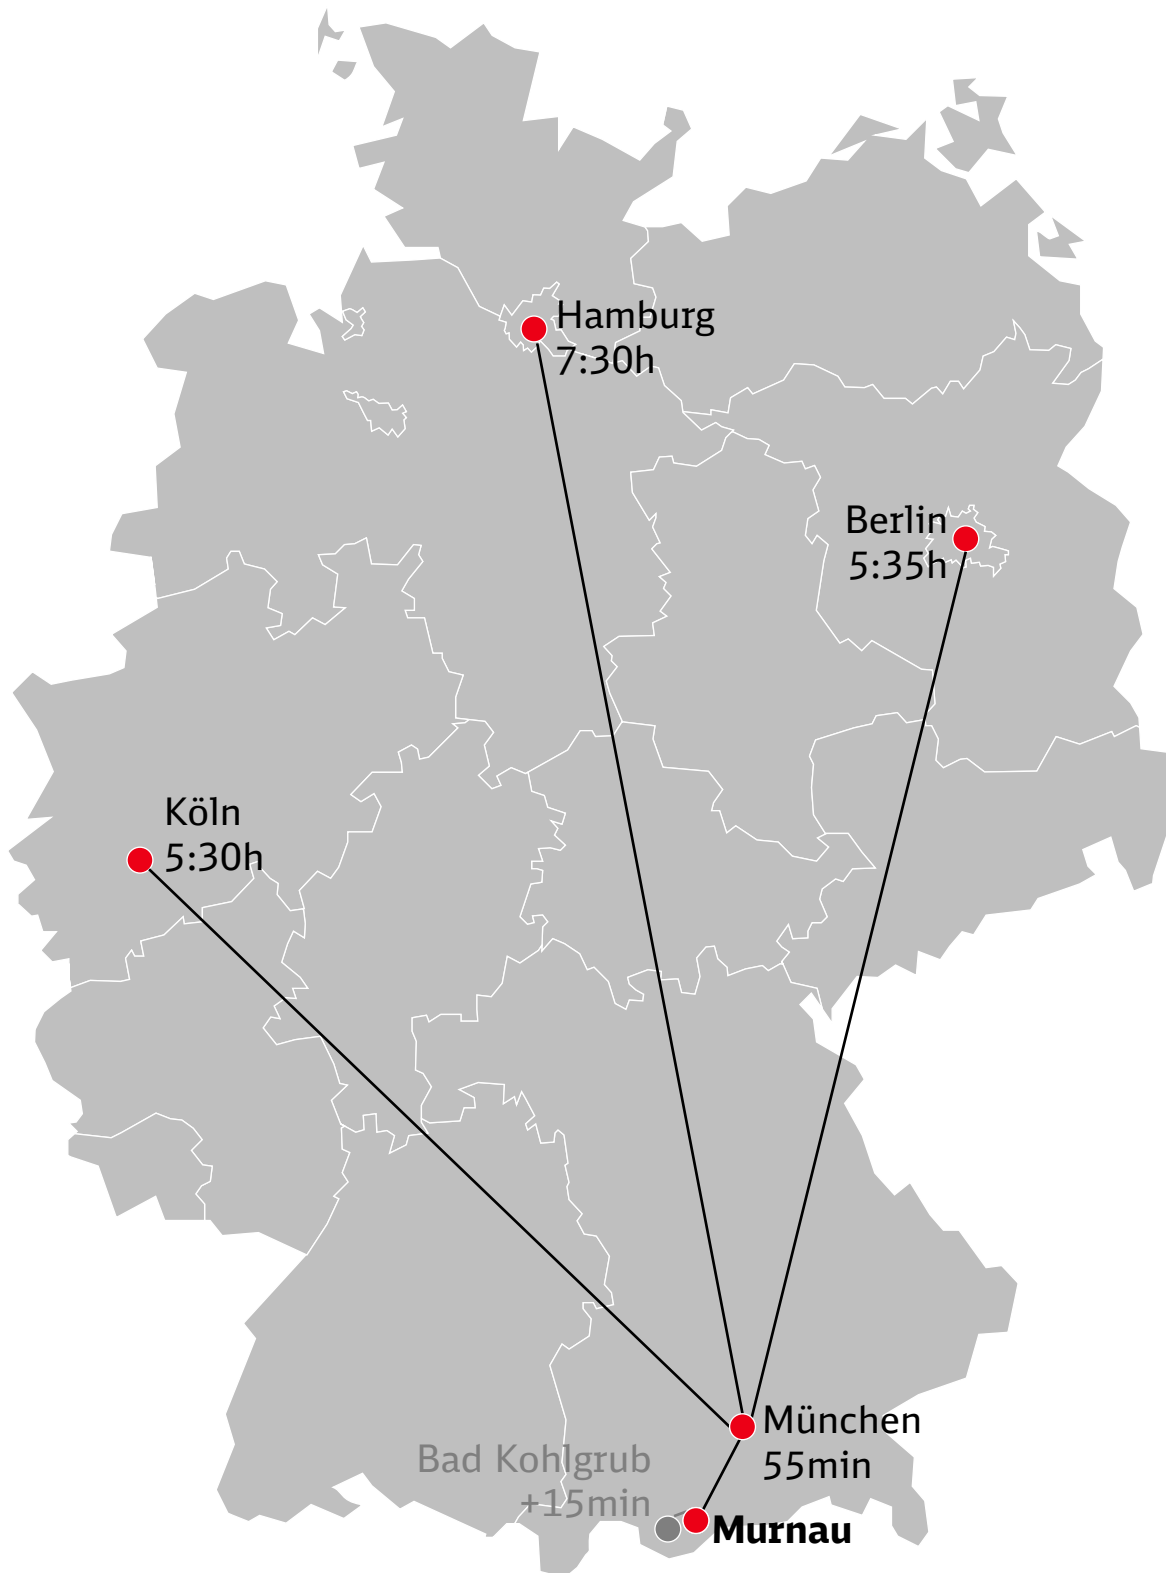 Hamburg
7:30h
Berlin
5:35h
Köln
5:30h
München
55min
Bad Kohlgrub
+15min
Murnau